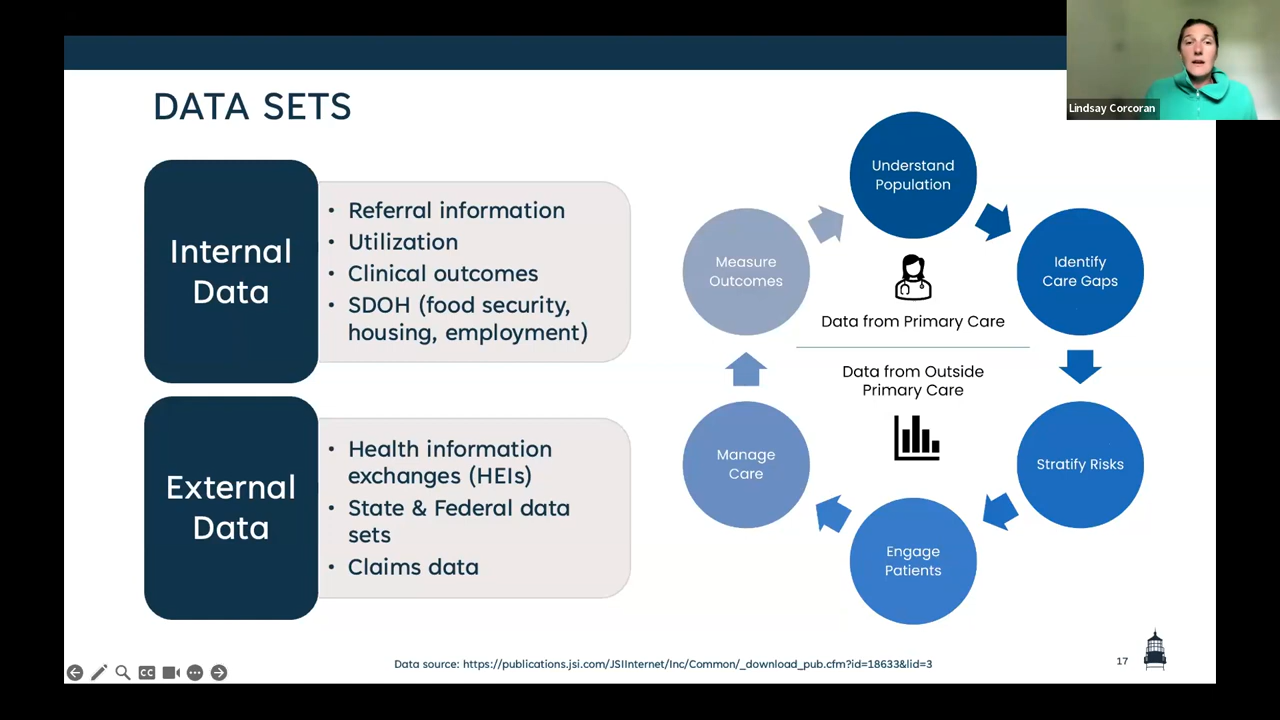 DATA SETS
Lindsay Corcoran
Internal
Data
• Referral information
• Utilization
• Clinical outcomes
• SDOH (food security,
housing, employment)
External
Data
• Health information
exchanges (HEIs)
• State & Federal data
sets
• Claims data
Understand
Population
Identify
Care Gaps
Stratify Risks
Engage
Patients
Manage
Care
Measure
Outcomes
Data from Primary Care
Data from Outside
Primary Care
Data source: https://publications.jsi.com/JSIInternet/Inc/Common/_download_pub.cfm?id=18633&lid=3
17
CC